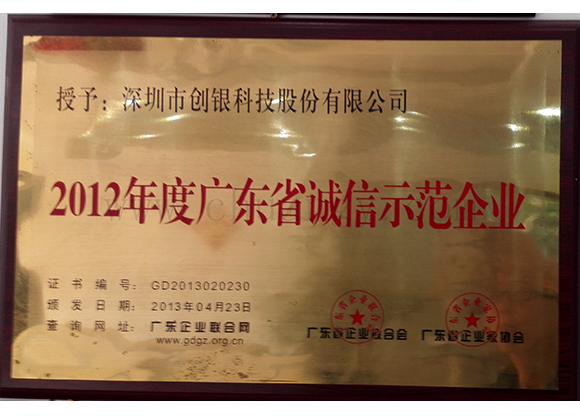 授予：深圳市创银科技股份有限公司
2012年度广东省诚信示范企业
证书编号：GD2013020230
颁发日期：2013年04月23日
查询网址：广东企业联合网
www.gdgz.org.cn
广东省企业联合会
广东省企业家协会